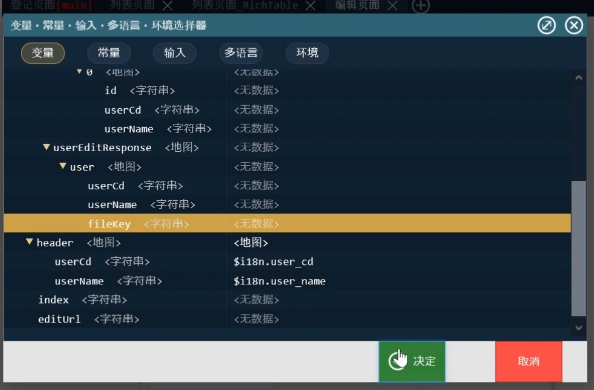 登记页面[main] 列表页面 列表页面_RichTable 编辑页面
变量・常量・输入・多语言・环境选择器
变量 常量 输入 多语言 环境
0 <地图> <无数据>
id <字符串> <无数据>
userCd <字符串> <无数据>
userName <字符串> <无数据>
userEditResponse <地图> <无数据>
user <地图> <无数据>
userCd <字符串> <无数据>
userName <字符串> <无数据>
fileKey <字符串> <无数据>
header <地图> <地图>
userCd <字符串> $i18n.user_cd
userName <字符串> $i18n.user_name
index <字符串> <无数据>
editUrl <字符串> <无数据>
决定 取消